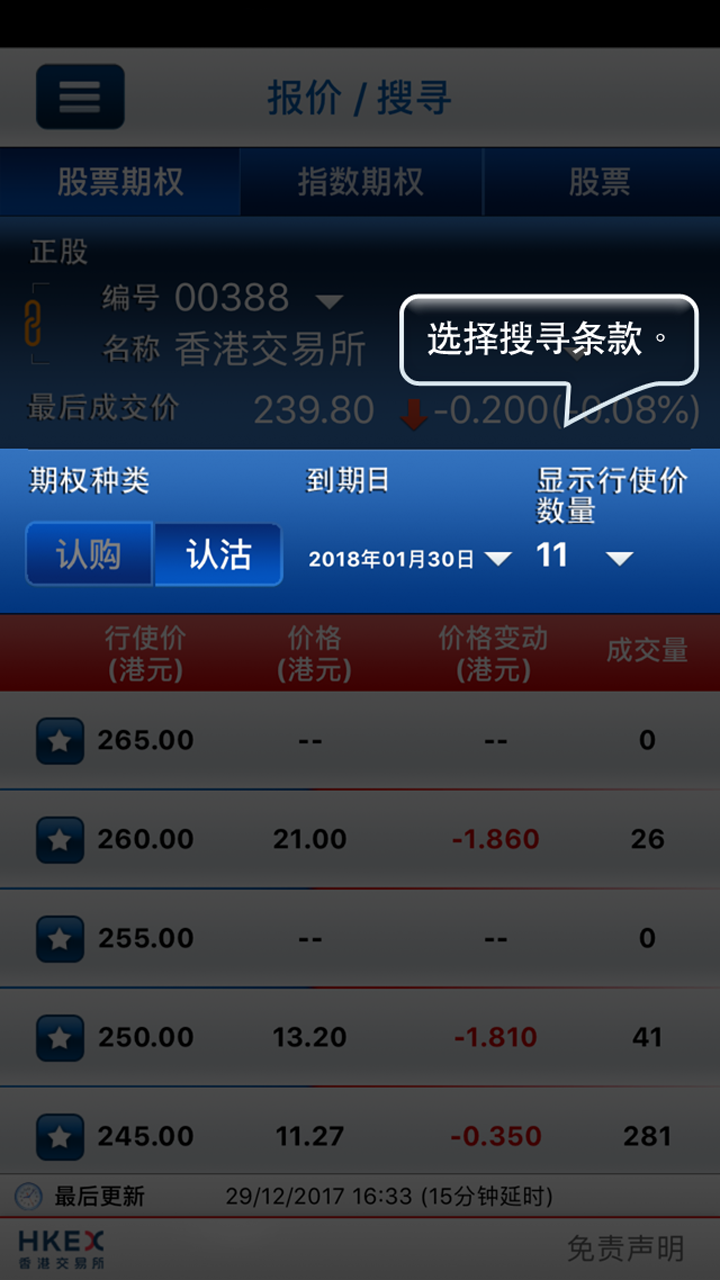 报价 / 搜寻
股票期权 指数期权 股票
正股
编号 00388
名称 香港交易所
选择搜寻条款。
最后成交价 239.80 -0.200(-0.08%)
期权种类 到期日 显示行使价
数量
认购 认沽 2018年01月30日 11
行使价 价格 价格变动 成交量
(港元) (港元) (港元)
265.00 -- -- 0
260.00 21.00 -1.860 26
255.00 -- -- 0
250.00 13.20 -1.810 41
245.00 11.27 -0.350 281
最后更新 29/12/2017 16:33 (15分钟延时)
HKEX
香港交易所 免责声明